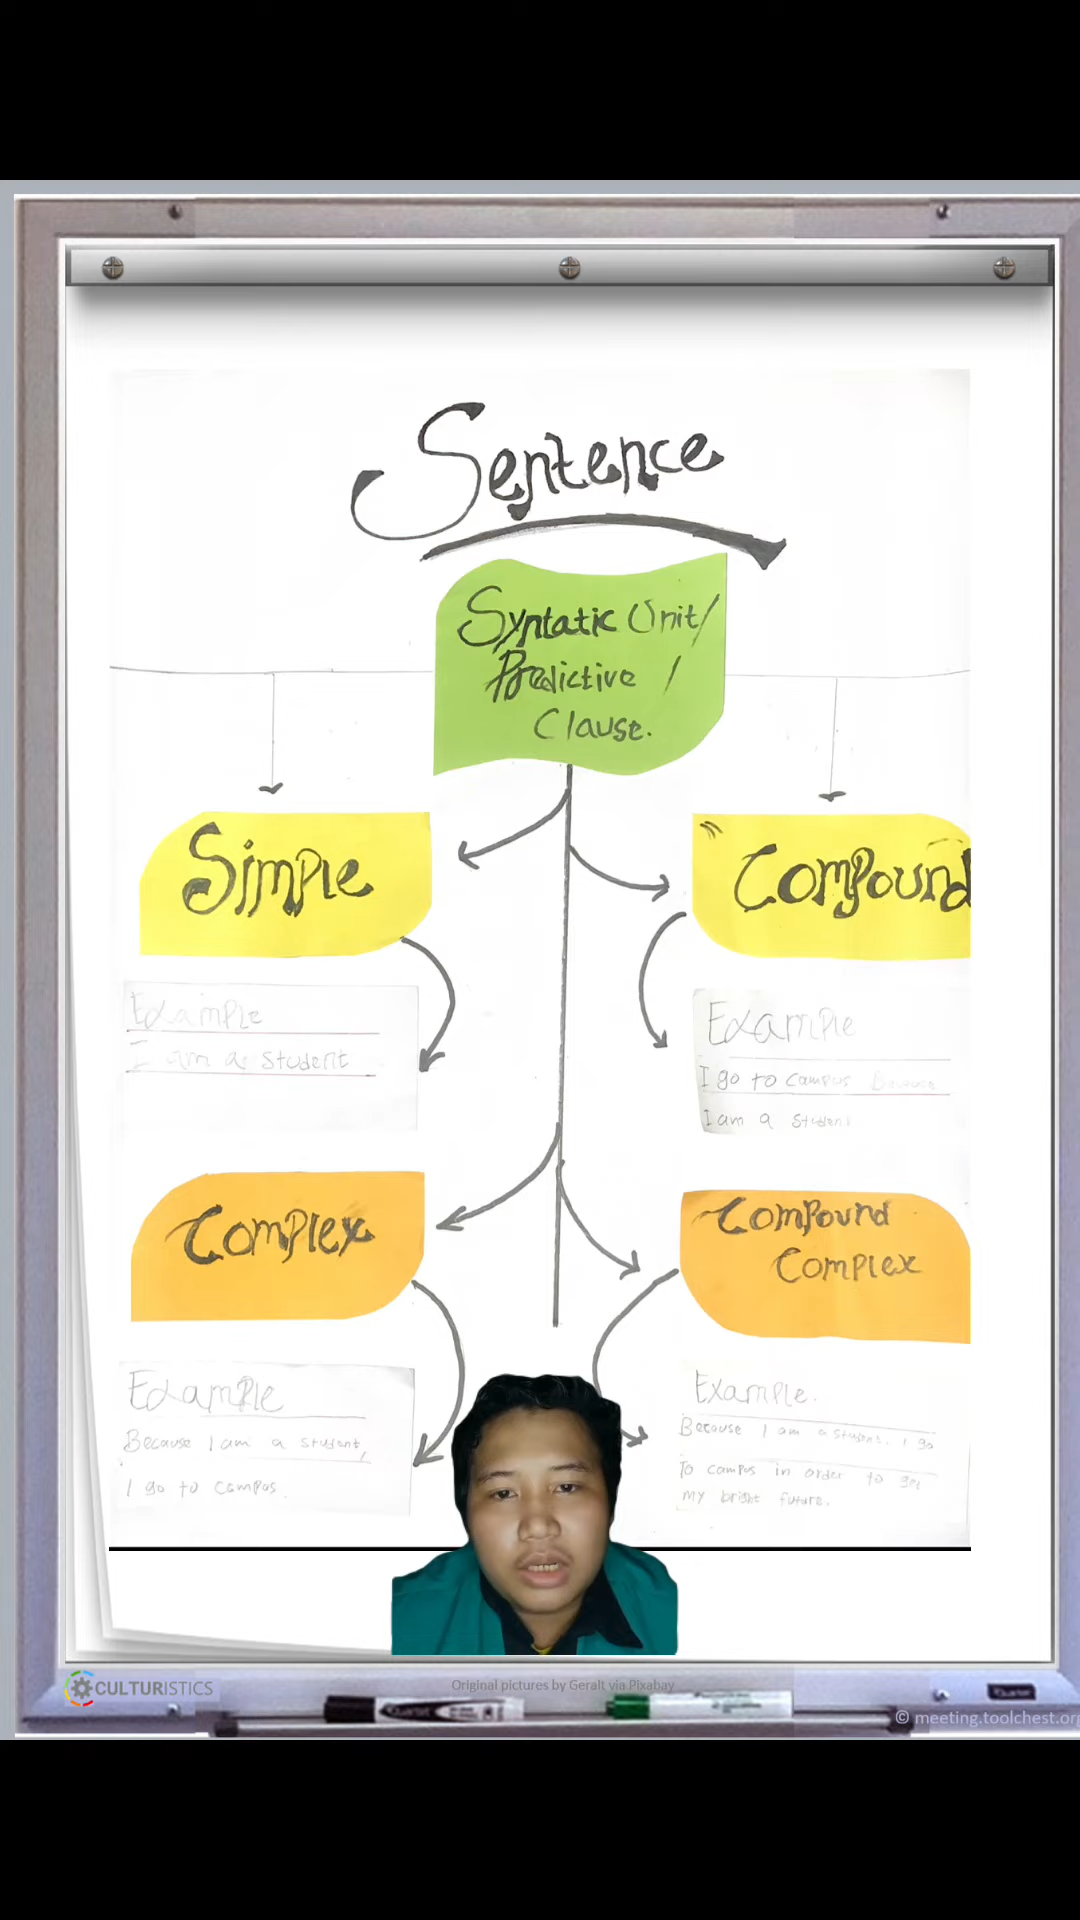 Sentence
Syntatic Unit/
Predictive /
Clause.
Simple
Compound
Example
I am a student
Example
I go to campus Because
I am a student
Complex
Compound
Complex
Example
Because I am a student,
I go to campus.
Example.
Because I am a student, I go
To campus in order to get
my bright future.
CULTURISTICS
Original pictures by Geralt via Pixabay
© meeting.toolchest.org